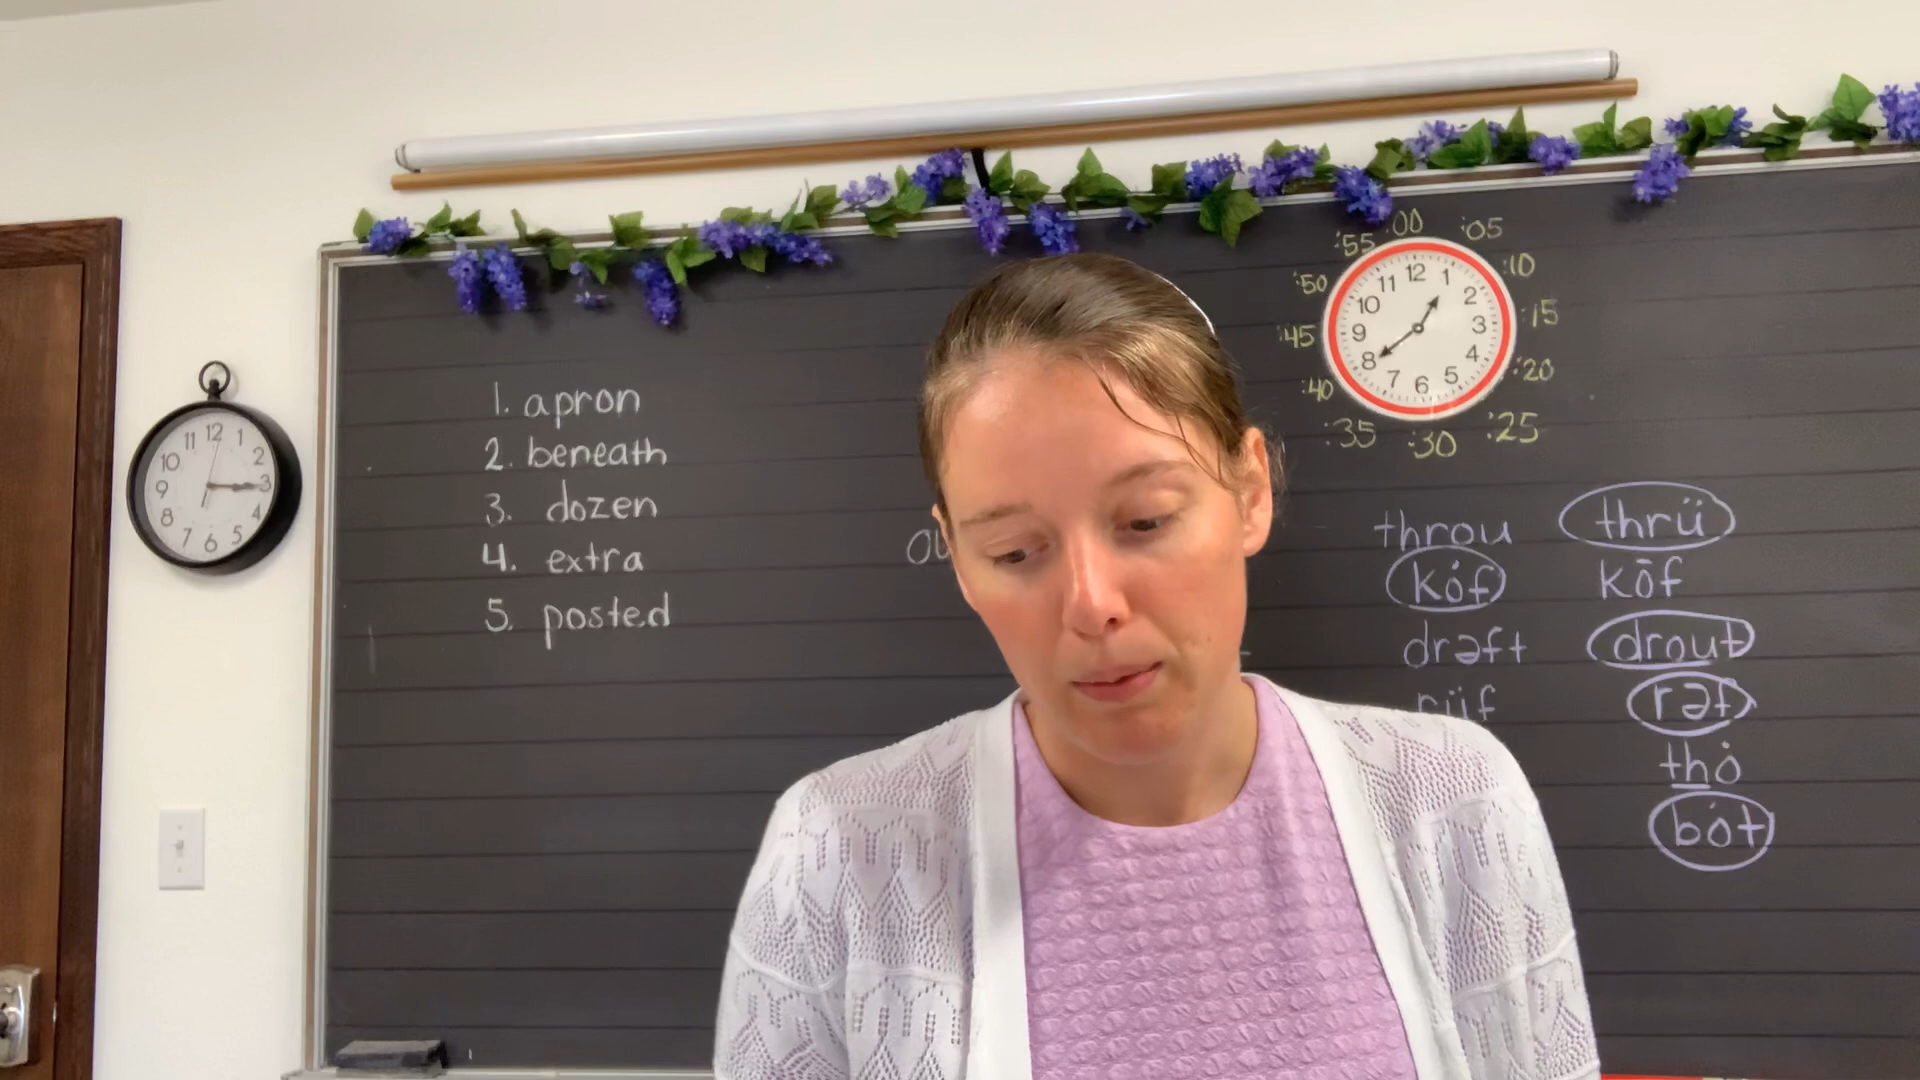 1. apron
2. beneath
3. dozen
4. extra
5. posted
:00 :05 :10 :15 :20 :25 :30 :35 :40 :45 :50 :55
12 1 2 3 4 5 6 7 8 9 10 11
12 1 2 3 4 5 6 7 8 9 10 11
throu thrü
kȯf kōf
drəft drout
rüf rəf
thȯ
bȯt